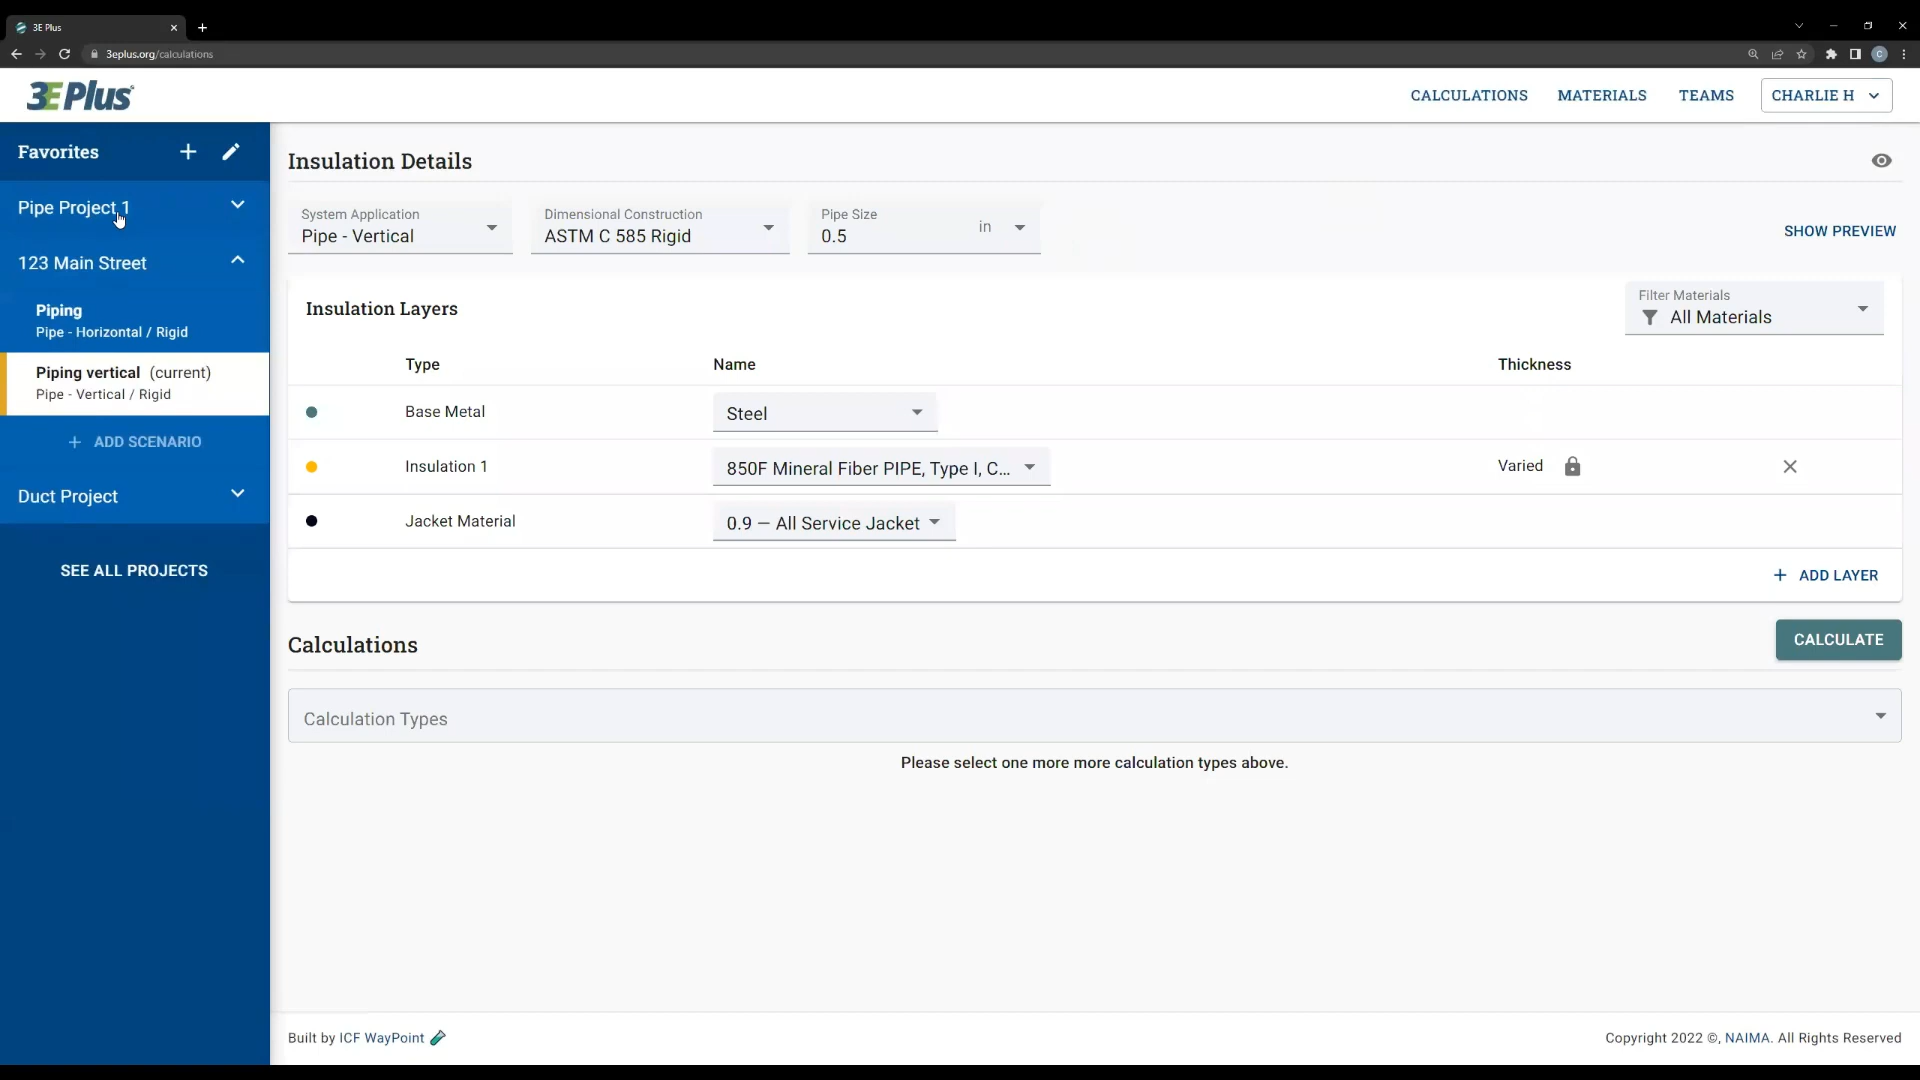 3E Plus
3eplus.org/calculations
C
3E Plus
CALCULATIONS
MATERIALS
TEAMS
CHARLIE H
Favorites
Pipe Project 1
123 Main Street
Piping
Pipe - Horizontal / Rigid
Piping vertical (current)
Pipe - Vertical / Rigid
+ ADD SCENARIO
Duct Project
SEE ALL PROJECTS
Insulation Details
System Application
Pipe - Vertical
Dimensional Construction
ASTM C 585 Rigid
Pipe Size
0.5 in
SHOW PREVIEW
Insulation Layers
Filter Materials
All Materials
Type Name Thickness
Base Metal Steel
Insulation 1 850F Mineral Fiber PIPE, Type I, C... Varied
Jacket Material 0.9 — All Service Jacket
+ ADD LAYER
Calculations
CALCULATE
Calculation Types
Please select one more more calculation types above.
Built by ICF WayPoint
Copyright 2022 ©, NAIMA. All Rights Reserved